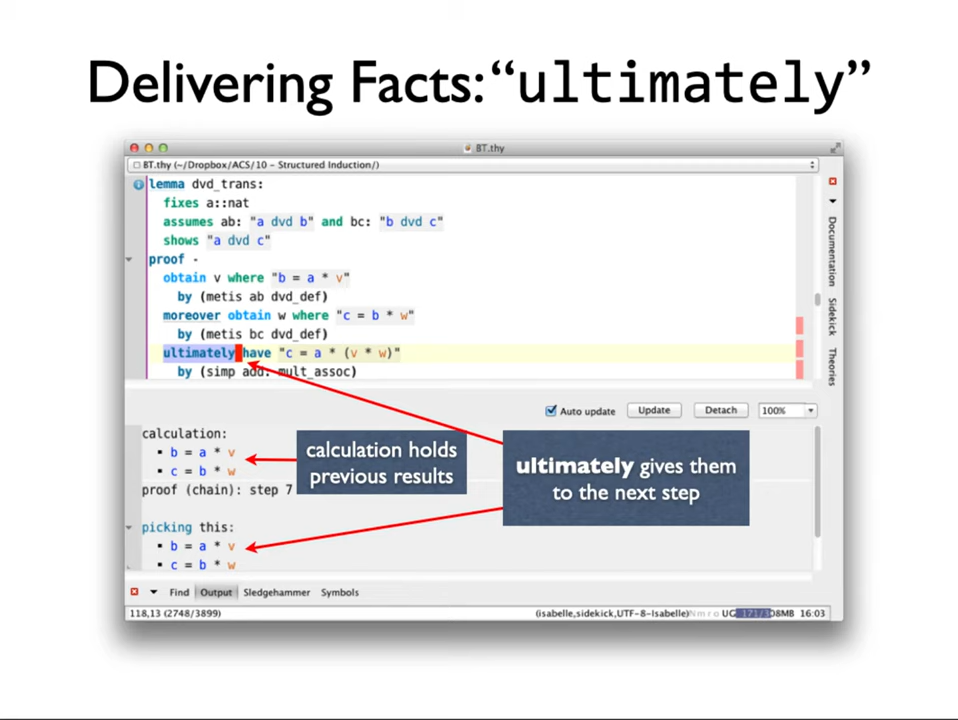 Delivering Facts: “ultimately”
BT.thy
BT.thy (~/Dropbox/ACS/10 - Structured Induction/)
lemma dvd_trans:
fixes a::nat
assumes ab: "a dvd b" and bc: "b dvd c"
shows "a dvd c"
proof -
obtain v where "b = a * v"
by (metis ab dvd_def)
moreover obtain w where "c = b * w"
by (metis bc dvd_def)
ultimately have "c = a * (v * w)"
by (simp add: mult_assoc)
Documentation
Sidekick
Theories
Auto update
Update
Detach
100%
calculation:
▪ b = a * v
▪ c = b * w
proof (chain): step 7
picking this:
▪ b = a * v
▪ c = b * w
calculation holds
previous results
ultimately gives them
to the next step
Find
Output
Sledgehammer
Symbols
118,13 (2748/3899)
(isabelle,sidekick,UTF-8-Isabelle)
16:03